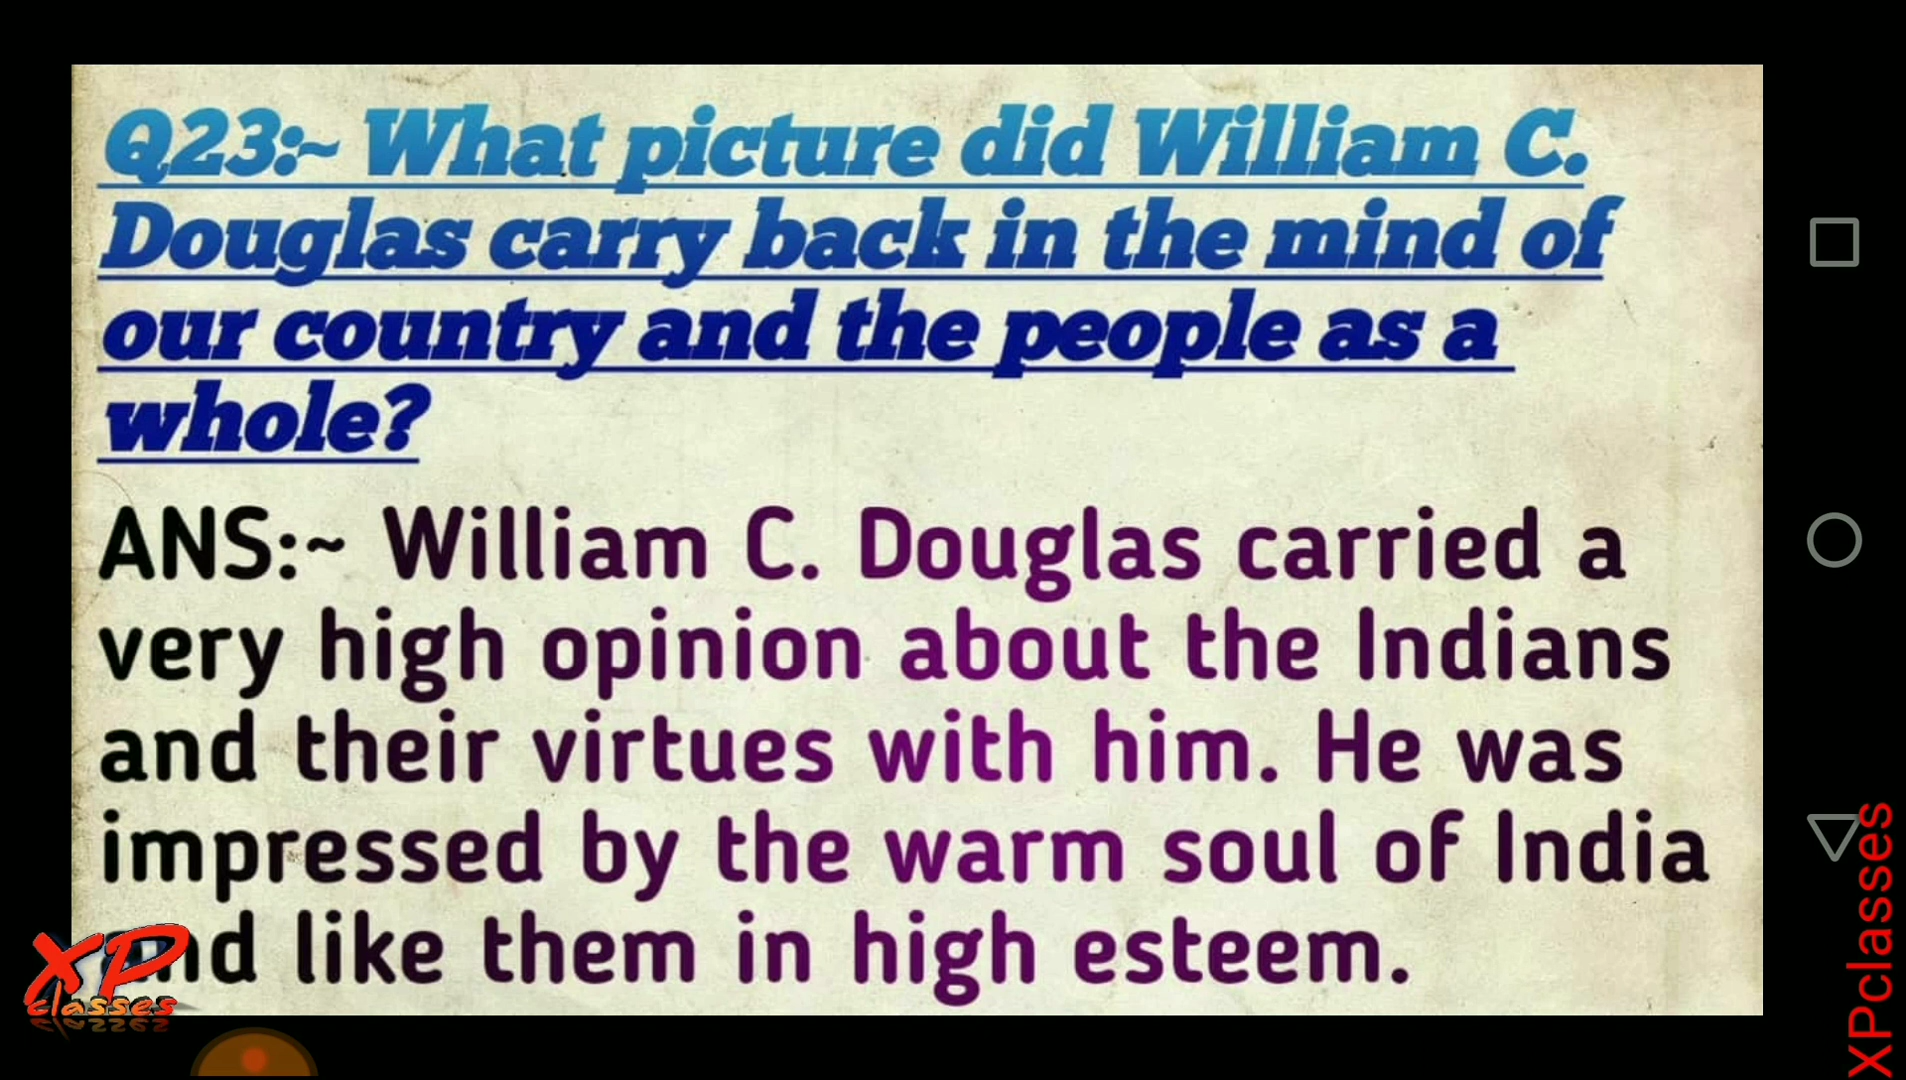 Q23:~ What picture did William C.
Douglas carry back in the mind of
our country and the people as a
whole?
ANS:~ William C. Douglas carried a
very high opinion about the Indians
and their virtues with him. He was
impressed by the warm soul of India
and like them in high esteem.
XP
classes
XPclasses